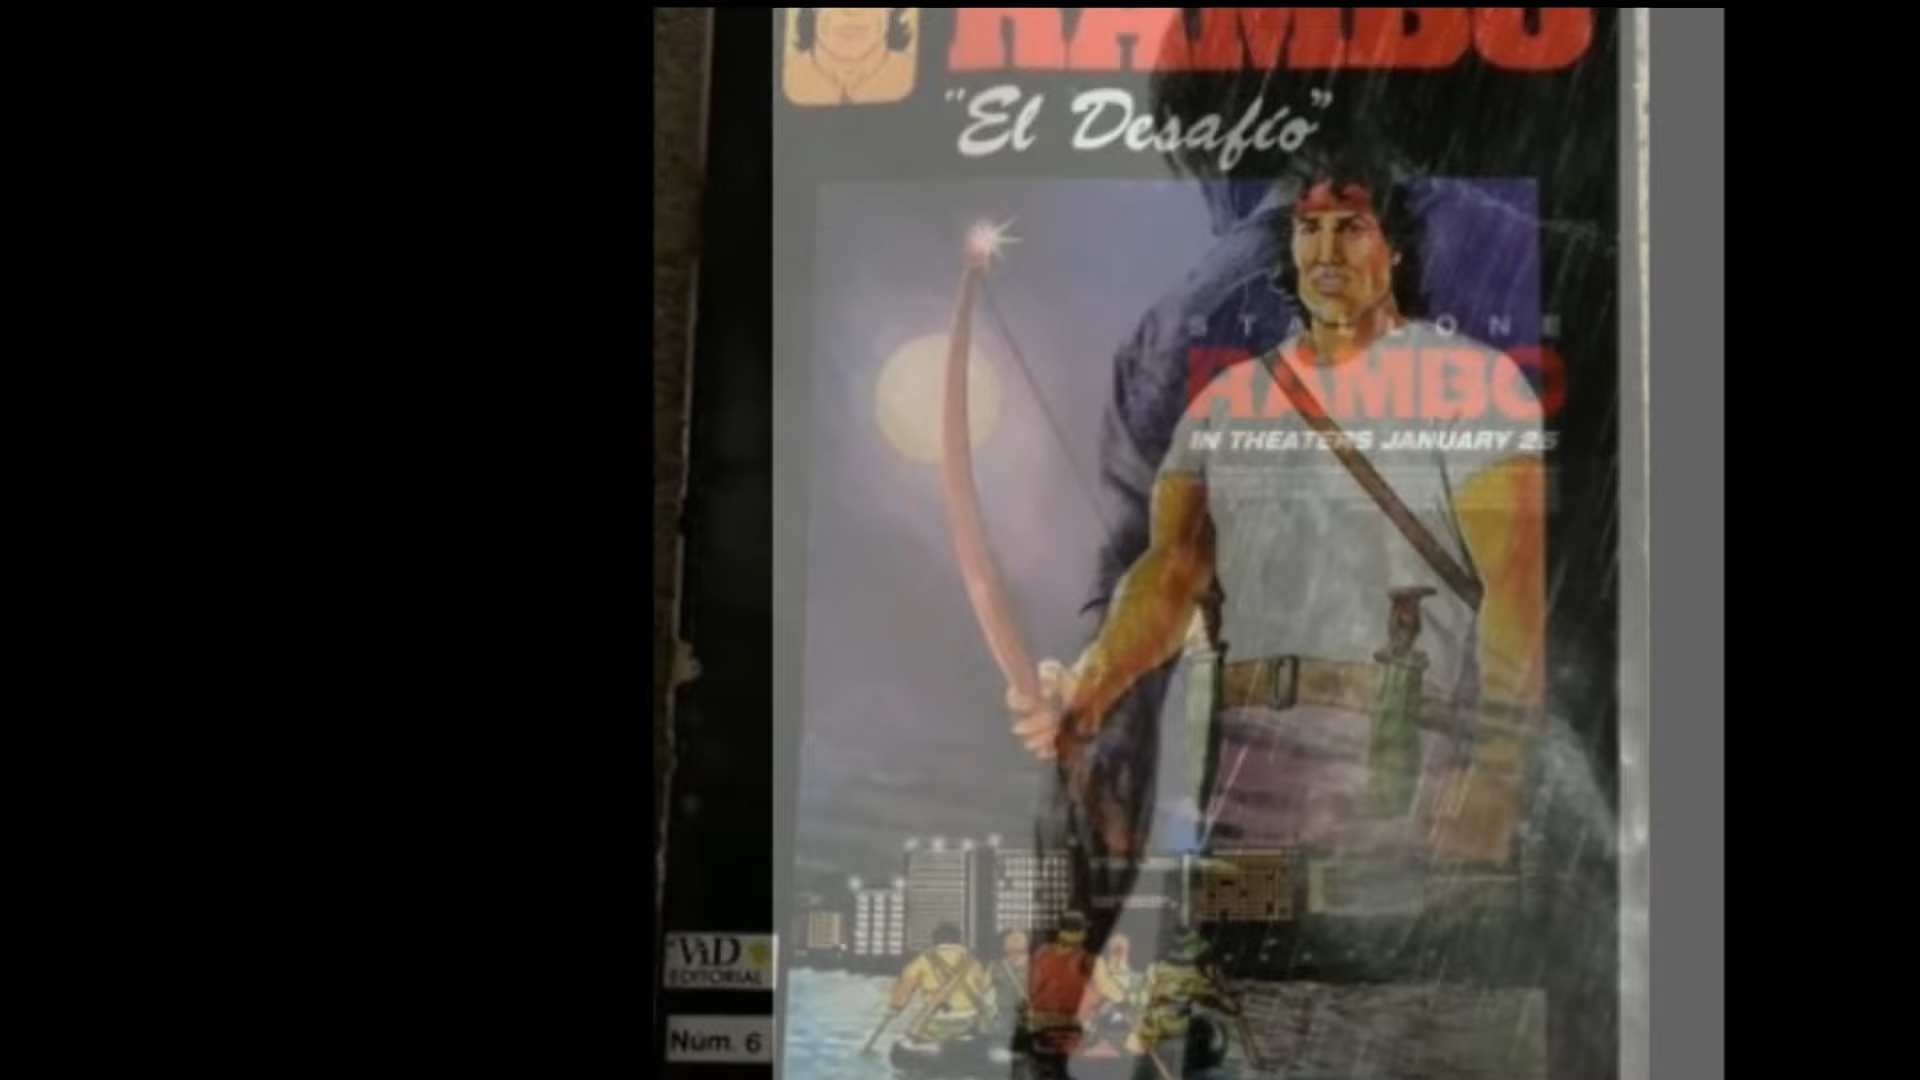 RAMBO
"El Desafío"
STALLONE
RAMBO
IN THEATERS JANUARY 25
ViD
EDITORIAL
Núm. 6